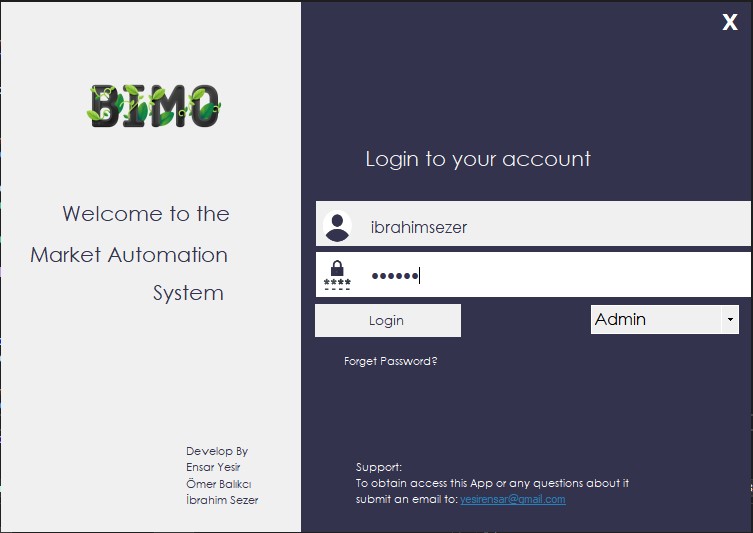 BIMO
Welcome to the
Market Automation
System
Develop By
Ensar Yesir
Ömer Balıkcı
İbrahim Sezer
X
Login to your account
ibrahimsezer
••••••
****
Login
Admin
Forget Password?
Support:
To obtain access this App or any questions about it
submit an email to: yesirensar@gmail.com